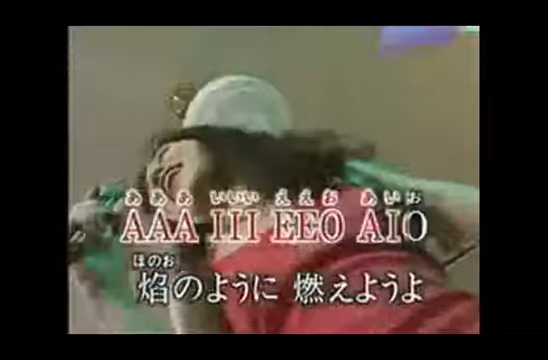 あああ いいい ええお あいお
AAA III EEO AIO
ほのお
焰のように 燃えようよ